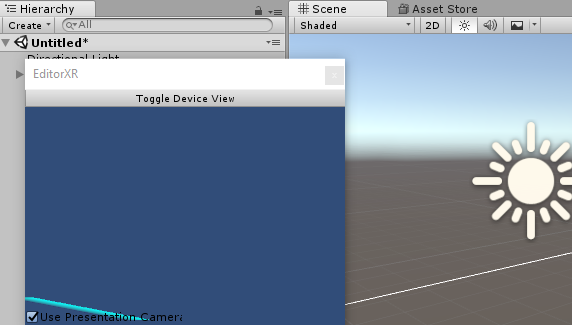 Hierarchy
Create
All
Untitled*
Directional Light
EditorXR
Toggle Device View
Use Presentation Camera
Scene
Asset Store
Shaded
2D